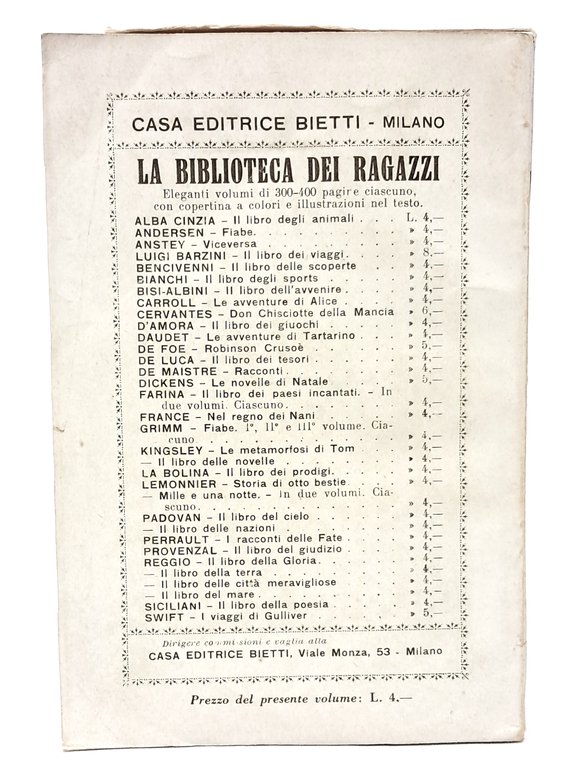 CASA EDITRICE BIETTI - MILANO
LA BIBLIOTECA DEI RAGAZZI
Eleganti volumi di 300-400 pagire ciascuno,
con copertina a colori e illustrazioni nel testo.
ALBA CINZIA - Il libro degli animali . . . L. 4,—
ANDERSEN - Fiabe. . . . . . . . » 4,—
ANSTEY - Viceversa . . . . . . . » 4,—
LUIGI BARZINI - Il libro dei viaggi. . . . » 8,—
BENCIVENNI - Il libro delle scoperte . . . » 4,—
BIANCHI - Il libro degli sports . . . . . » 4,—
BISI-ALBINI - Il libro dell'avvenire . . . . » 4,—
CARROLL - Le avventure di Alice . . . . » 4,—
CERVANTES - Don Chisciotte della Mancia » 6,—
D'AMORA - Il libro dei giuochi . . . . . » 4,—
DAUDET - Le avventure di Tartarino . . . » 4,—
DE FOE - Robinson Crusoè . . . . . . » 5,—
DE LUCA - Il libro dei tesori . . . . . . » 4,—
DE MAISTRE - Racconti. . . . . . . » 4,—
DICKENS - Le novelle di Natale . . . . . » 5,—
FARINA - Il libro dei paesi incantati. - In
due volumi. Ciascuno. . . . . . . » 4,—
FRANCE - Nel regno dei Nani . . . . . » 4,—
GRIMM - Fiabe. I°, II° e III° volume. Cia-
cuno. . . . . . . . . . . . » 4,—
KINGSLEY - Le metamorfosi di Tom . . . » 4,—
— Il libro delle novelle . . . . . . . » 4,—
LA BOLINA - Il libro dei prodigi. . . . . » 4,—
LEMONNIER - Storia di otto bestie . . . . » 4,—
— Mille e una notte. - In due volumi. Cia-
scuno. . . . . . . . . . . . » 4,—
PADOVAN - Il libro del cielo . . . . . . » 4,—
— Il libro delle nazioni . . . . . . . » 4,—
PERRAULT - I racconti delle Fate . . . . » 4,—
PROVENZAL - Il libro del giudizio . . . . » 4,—
REGGIO - Il libro della Gloria. . . . . . » 4,—
— Il libro della terra . . . . . . . » 4,—
— Il libro delle città meravigliose . . . » 4,—
— Il libro del mare . . . . . . . . » 4,—
SICILIANI - Il libro della poesia . . . . . » 4,—
SWIFT - I viaggi di Gulliver . . . . . . » 5,—
Dirigere commissioni e vaglia alla
CASA EDITRICE BIETTI, Viale Monza, 53 - Milano
Prezzo del presente volume: L. 4.—